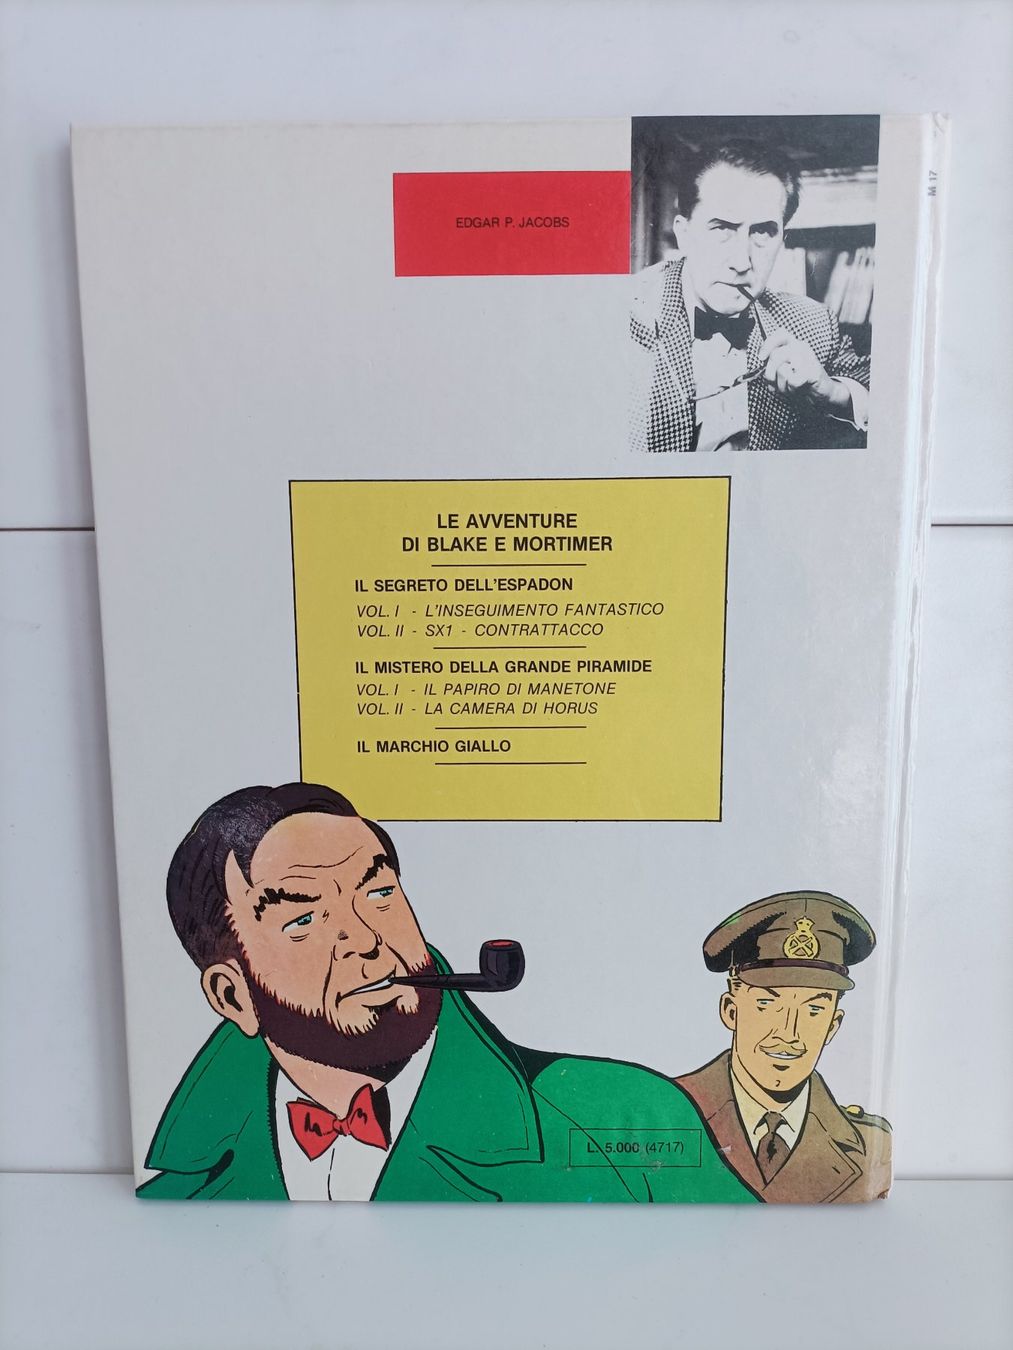 M 17
EDGAR P. JACOBS
LE AVVENTURE
DI BLAKE E MORTIMER
IL SEGRETO DELL'ESPADON
VOL. I - L'INSEGUIMENTO FANTASTICO
VOL. II - SX1 - CONTRATTACCO
IL MISTERO DELLA GRANDE PIRAMIDE
VOL. I - IL PAPIRO DI MANETONE
VOL. II - LA CAMERA DI HORUS
IL MARCHIO GIALLO
L. 5.000 (4717)